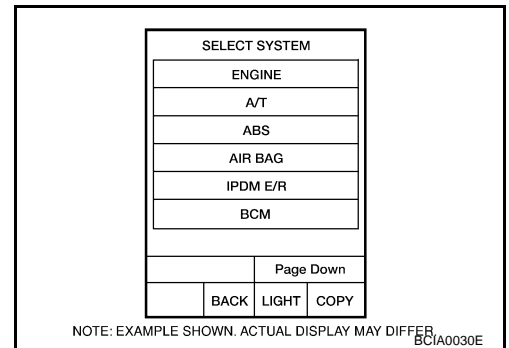 SELECT SYSTEM
ENGINE
A/T
ABS
AIR BAG
IPDM E/R
BCM
Page Down
BACK LIGHT COPY
NOTE: EXAMPLE SHOWN. ACTUAL DISPLAY MAY DIFFER.
BCIA0030E